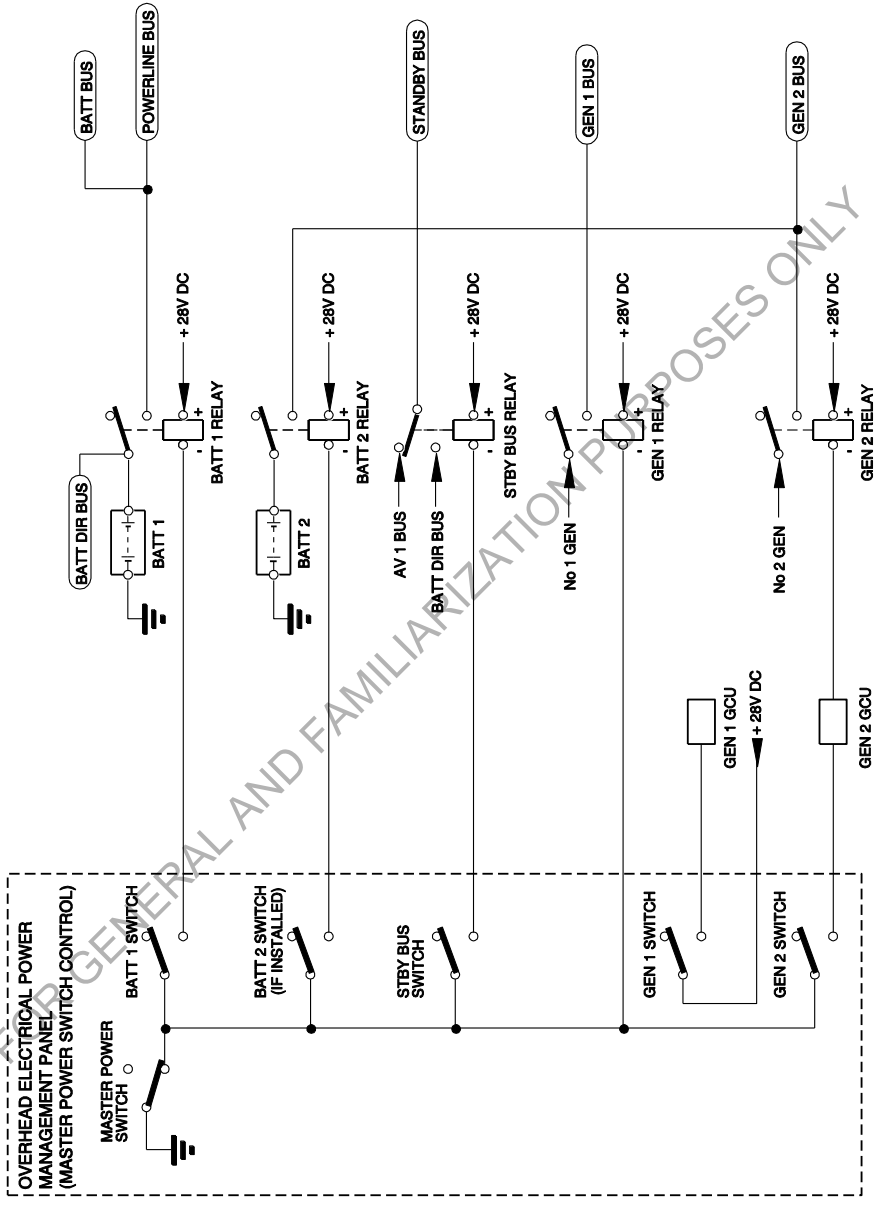 OVERHEAD ELECTRICAL POWER
MANAGEMENT PANEL
(MASTER POWER SWITCH CONTROL)
MASTER POWER
SWITCH
BATT 1 SWITCH
BATT 2 SWITCH
(IF INSTALLED)
STBY BUS
SWITCH
GEN 1 SWITCH
GEN 2 SWITCH
BATT DIR BUS
BATT 1
BATT 1 RELAY
- +
+ 28V DC
BATT BUS
POWERLINE BUS
BATT 2
BATT 2 RELAY
- +
+ 28V DC
AV 1 BUS
BATT DIR BUS
STBY BUS RELAY
- +
+ 28V DC
STANDBY BUS
No 1 GEN
GEN 1 RELAY
- +
+ 28V DC
GEN 1 BUS
GEN 1 GCU
+ 28V DC
No 2 GEN
GEN 2 GCU
GEN 2 RELAY
- +
+ 28V DC
GEN 2 BUS
FOR GENERAL AND FAMILIARIZATION PURPOSES ONLY